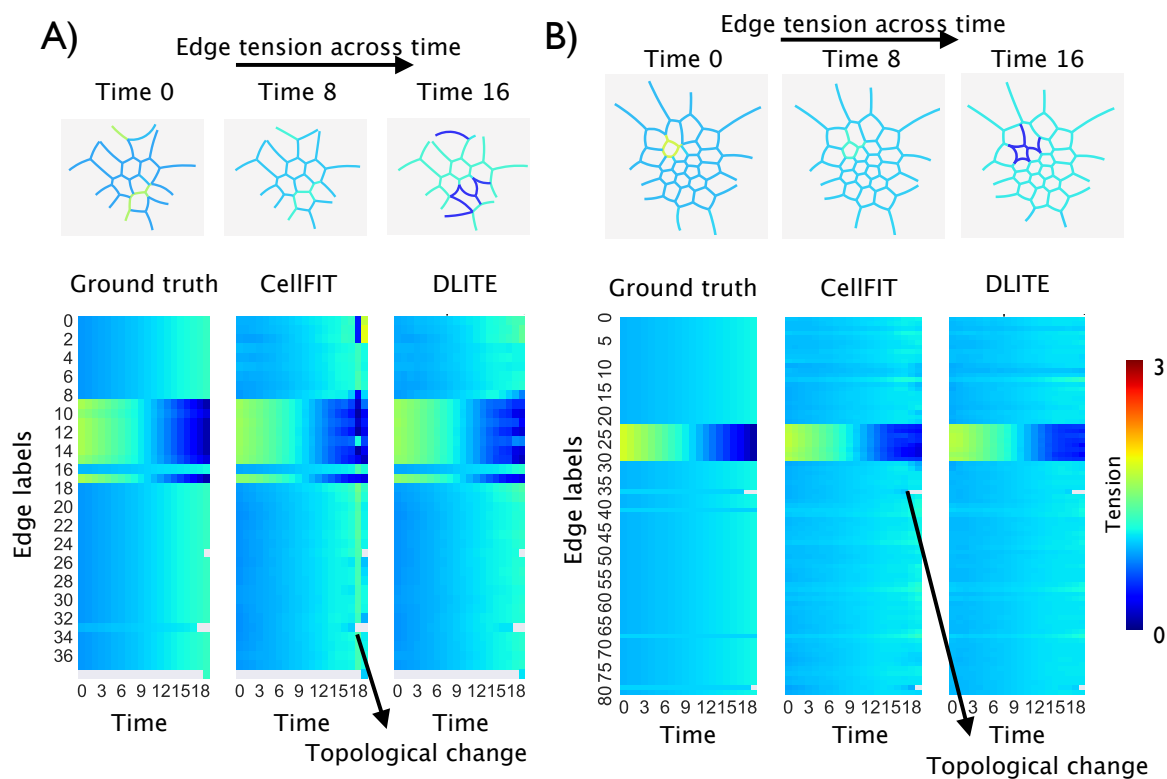 A)
Edge tension across time
Time 0 Time 8 Time 16
Ground truth CellFIT DLITE
Edge labels
0
2
4
6
8
10
12
14
16
18
20
22
24
26
28
30
32
34
36
0 3 6 9 12 15 18 0 3 6 9 12 15 18 0 3 6 9 12 15 18
Time Time Time
Topological change
B)
Edge tension across time
Time 0 Time 8 Time 16
Ground truth CellFIT DLITE
Edge labels
0
5
10
15
20
25
30
35
40
45
50
55
60
65
70
75
80
0 3 6 9 12 15 18 0 3 6 9 12 15 18 0 3 6 9 12 15 18
Time Time Time
Topological change
3
Tension
0